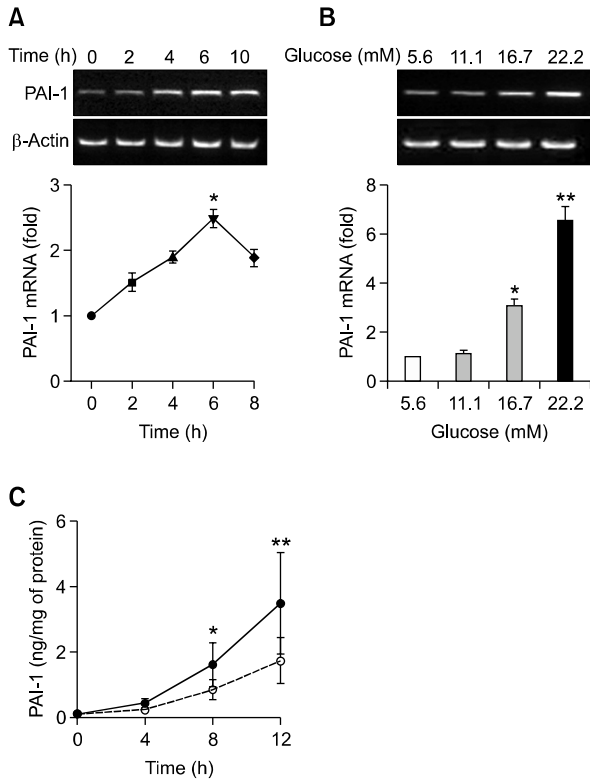 A
Time (h) 0 2 4 6 10
PAI-1
β-Actin
3
2
1
0
PAI-1 mRNA (fold)
*
0 2 4 6 8
Time (h)
B
Glucose (mM) 5.6 11.1 16.7 22.2
8
6
4
2
0
PAI-1 mRNA (fold)
*
**
5.6 11.1 16.7 22.2
Glucose (mM)
C
6
4
2
0
PAI-1 (ng/mg of protein)
*
**
0 4 8 12
Time (h)